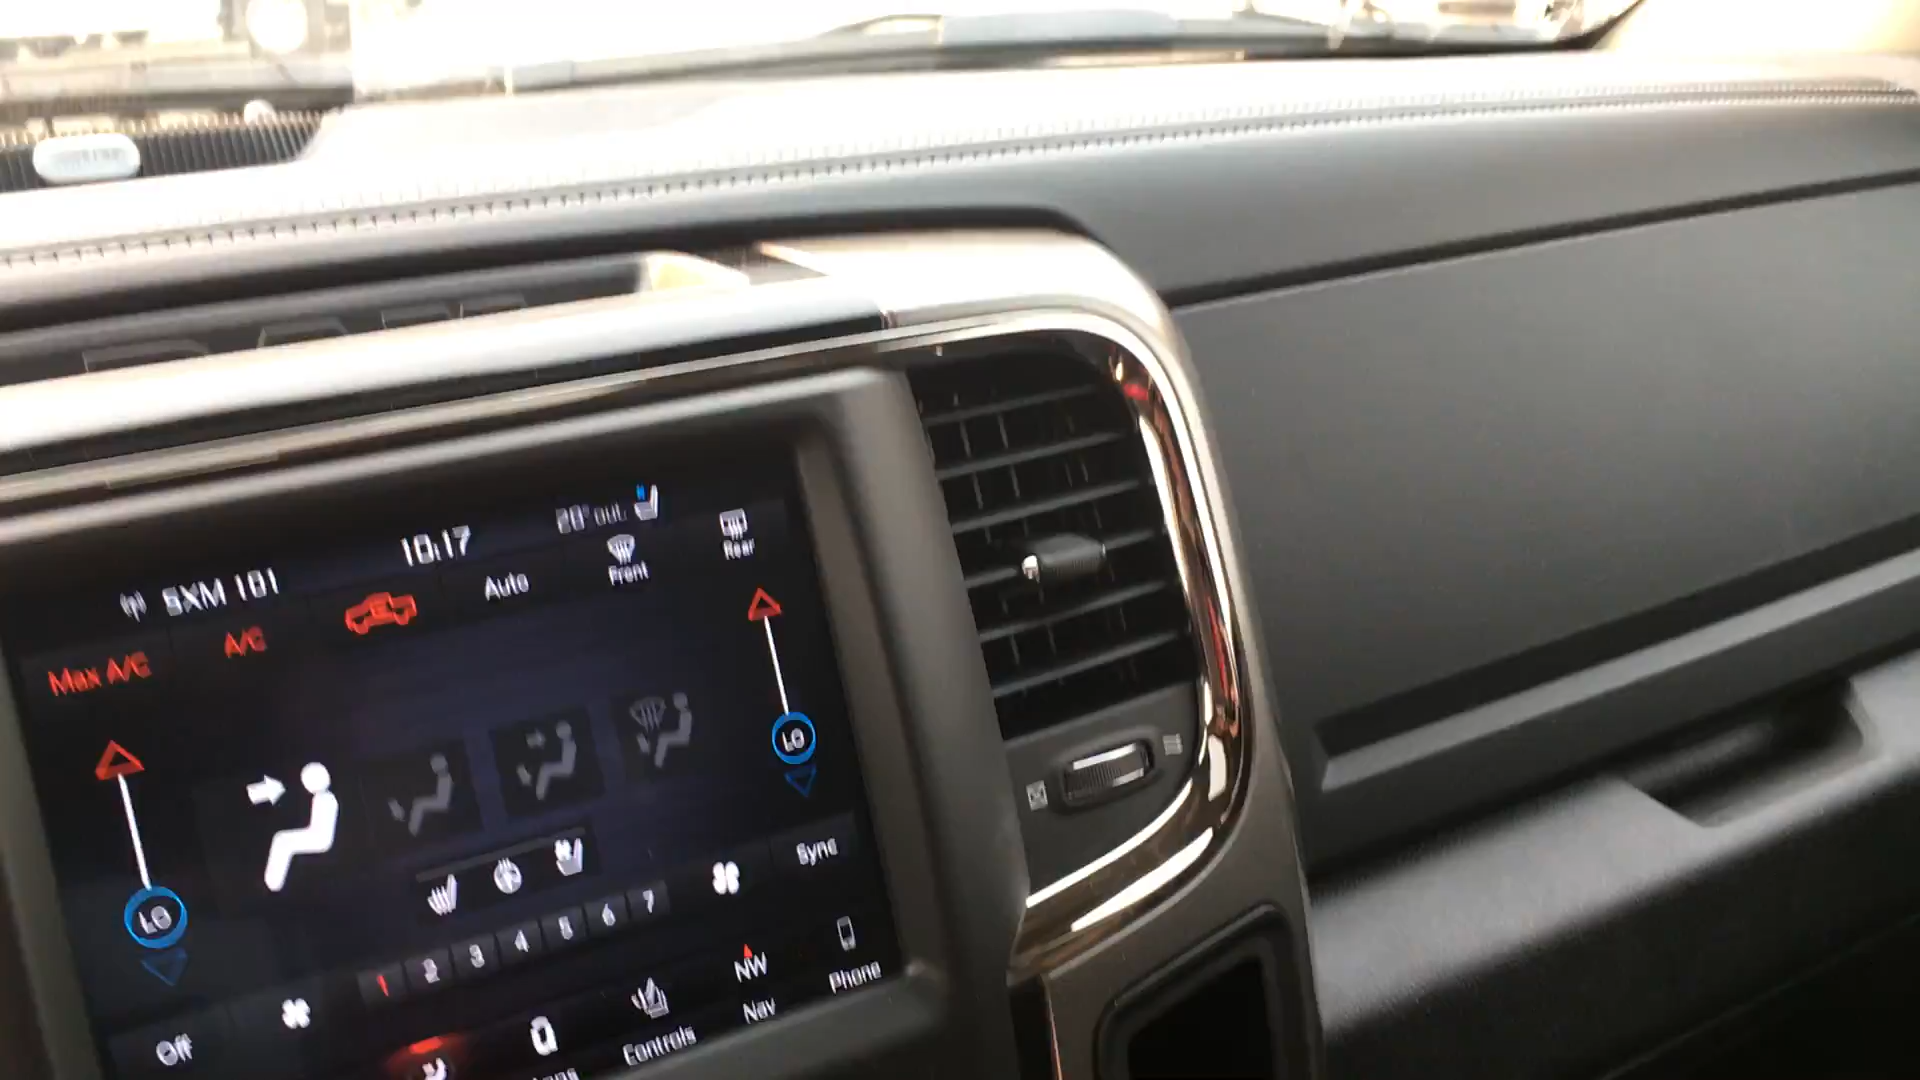 SXM 101 10:17 28° out
Max A/C A/C Auto Front Rear
LO
LO
Sync
1 2 3 4 5 6 7
Off
Controls Nav Phone
NW